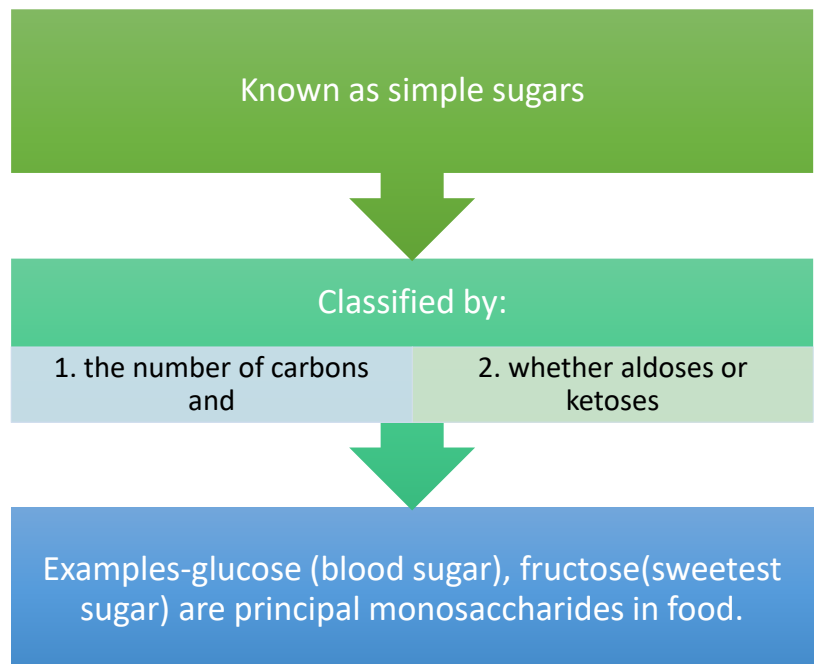 Known as simple sugars
Classified by:
1. the number of carbons
and
2. whether aldoses or
ketoses
Examples-glucose (blood sugar), fructose(sweetest
sugar) are principal monosaccharides in food.